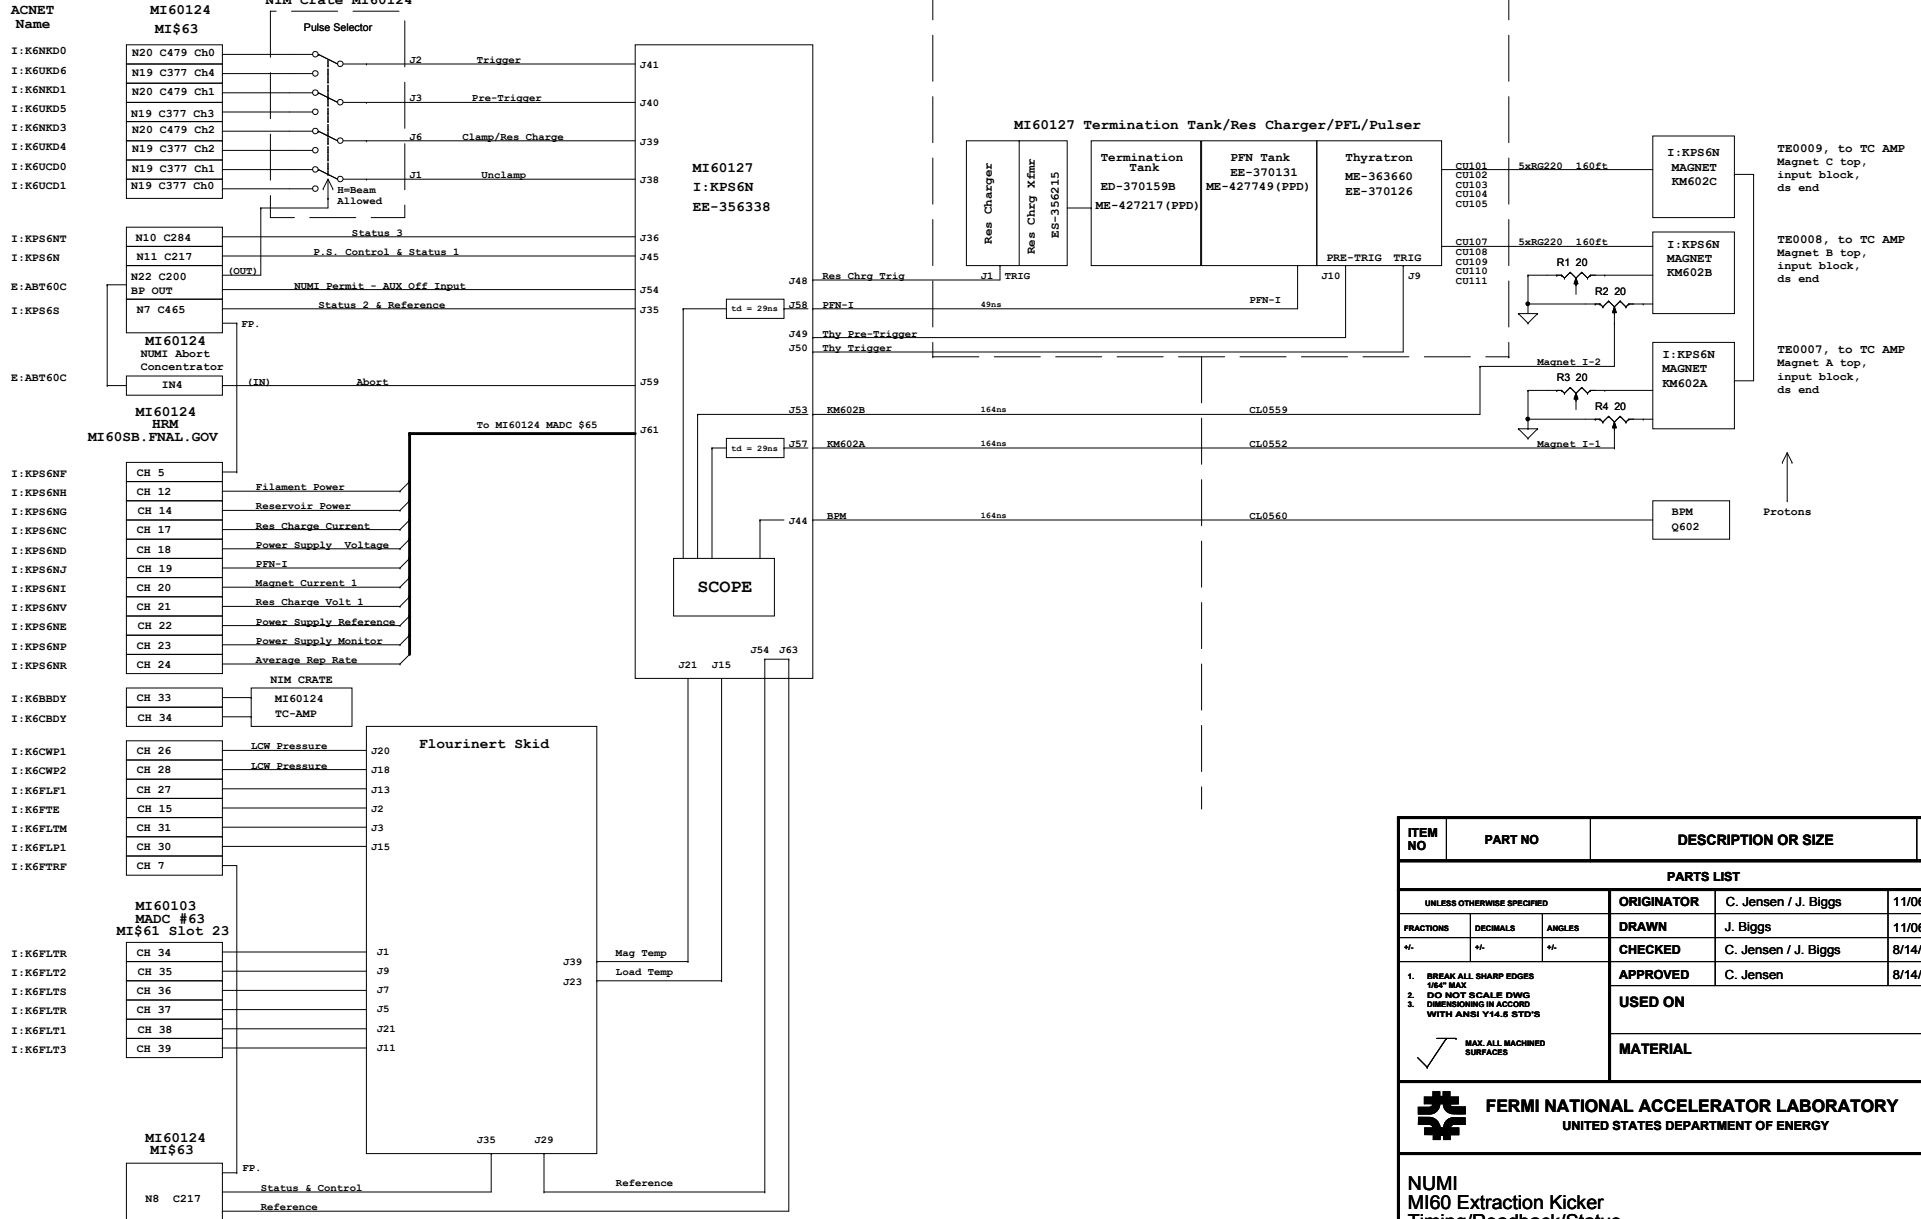 ACNET
Name
MI60124
MI$63
NIM Crate MI60124
Pulse Selector
I:K6NKD0 N20 C479 Ch0
I:K6UKD6 N19 C377 Ch4
I:K6NKD1 N20 C479 Ch1
I:K6UKD5 N19 C377 Ch3
I:K6NKD3 N20 C479 Ch2
I:K6UKD4 N19 C377 Ch2
I:K6UCD0 N19 C377 Ch1
I:K6UCD1 N19 C377 Ch0
H=Beam
Allowed
J2 Trigger J41
J3 Pre-Trigger J40
J6 Clamp/Res Charge J39
J1 Unclamp J38
I:KPS6NT N10 C284 Status 3 J36
I:KPS6N N11 C217 P.S. Control & Status 1 J45
E:ABT60C N22 C200
BP OUT
(OUT)
NUMI Permit - AUX Off Input J54
I:KPS6S N7 C465 Status 2 & Reference J35
FP.
MI60124
NUMI Abort
Concentrator
E:ABT60C IN4 (IN) Abort J59
MI60124
HRM
MI60SB.FNAL.GOV
To MI60124 MADC $65 J61
I:KPS6NF CH 5
I:KPS6NH CH 12 Filament Power
I:KPS6NG CH 14 Reservoir Power
I:KPS6NC CH 17 Res Charge Current
I:KPS6ND CH 18 Power Supply Voltage
I:KPS6NJ CH 19 PFN-I
I:KPS6NI CH 20 Magnet Current 1
I:KPS6NV CH 21 Res Charge Volt 1
I:KPS6NE CH 22 Power Supply Reference
I:KPS6NP CH 23 Power Supply Monitor
I:KPS6NR CH 24 Average Rep Rate
NIM CRATE
I:K6BBDY CH 33
I:K6CBDY CH 34
MI60124
TC-AMP
I:K6CWP1 CH 26 LCW Pressure J20
I:K6CWP2 CH 28 LCW Pressure J18
I:K6FLF1 CH 27 J13
I:K6FTE CH 15 J2
I:K6FLTM CH 31 J3
I:K6FLP1 CH 30 J15
I:K6FTRF CH 7
Flourinert Skid
MI60103
MADC #63
MI$61 Slot 23
I:K6FLTR CH 34 J1
I:K6FLT2 CH 35 J9
I:K6FLTS CH 36 J7
I:K6FLTR CH 37 J5
I:K6FLT1 CH 38 J21
I:K6FLT3 CH 39 J11
J39 Mag Temp
J23 Load Temp
J35 J29
MI60124
MI$63
N8 C217
FP.
Status & Control
Reference
Reference
MI60127
I:KPS6N
EE-356338
SCOPE
J21 J15
J54 J63
td = 29ns
td = 29ns
J48 Res Chrg Trig
J58 PFN-I 49ns PFN-I
J49 Thy Pre-Trigger
J50 Thy Trigger
J53 KM602B 164ns CL0559
J57 KM602A 164ns CL0552
J44 BPM 164ns CL0560
MI60127 Termination Tank/Res Charger/PFL/Pulser
Res Charger
Res Chrg Xfmr
ES-356215
J1 TRIG
Termination
Tank
ED-370159B
ME-427217(PPD)
PFN Tank
EE-370131
ME-427749(PPD)
Thyratron
ME-363660
EE-370126
PRE-TRIG TRIG
J10 J9
CU101
CU102
CU103
CU104
CU105
5xRG220 160ft
CU107
CU108
CU109
CU110
CU111
5xRG220 160ft
I:KPS6N
MAGNET
KM602C
TE0009, to TC AMP
Magnet C top,
input block,
ds end
I:KPS6N
MAGNET
KM602B
TE0008, to TC AMP
Magnet B top,
input block,
ds end
R1 20
R2 20
Magnet I-2
I:KPS6N
MAGNET
KM602A
TE0007, to TC AMP
Magnet A top,
input block,
ds end
R3 20
R4 20
Magnet I-1
BPM
Q602
Protons
ITEM
NO
PART NO
DESCRIPTION OR SIZE
PARTS LIST
UNLESS OTHERWISE SPECIFIED
FRACTIONS DECIMALS ANGLES
+/- +/- +/-
1. BREAK ALL SHARP EDGES
1/64" MAX
2. DO NOT SCALE DWG
3. DIMENSIONING IN ACCORD
WITH ANSI Y14.5 STD'S
MAX. ALL MACHINED
SURFACES
ORIGINATOR C. Jensen / J. Biggs 11/06
DRAWN J. Biggs 11/06
CHECKED C. Jensen / J. Biggs 8/14/
APPROVED C. Jensen 8/14/
USED ON
MATERIAL
FERMI NATIONAL ACCELERATOR LABORATORY
UNITED STATES DEPARTMENT OF ENERGY
NUMI
MI60 Extraction Kicker
Timing/Readback/Status